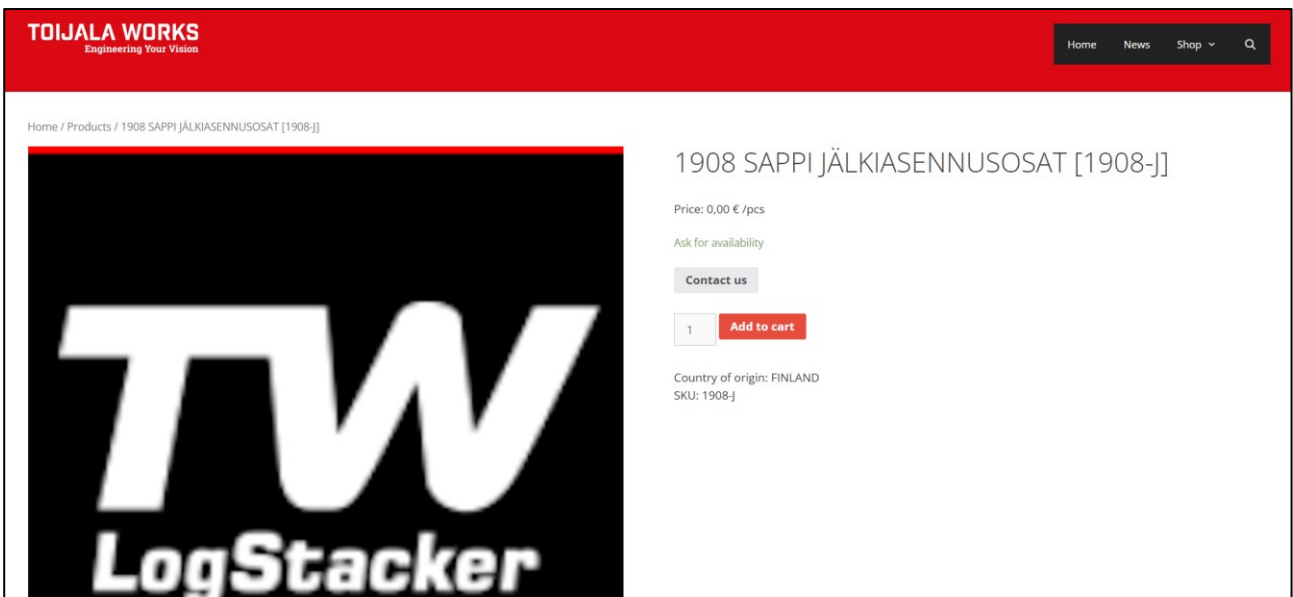 TOIJALA WORKS
Engineering Your Vision
Home News Shop
Home / Products / 1908 SAPPI JÄLKIASENNUSOSAT [1908-J]
1908 SAPPI JÄLKIASENNUSOSAT [1908-J]
Price: 0,00 € /pcs
Ask for availability
Contact us
1 Add to cart
Country of origin: FINLAND
SKU: 1908-J
TW
LogStacker